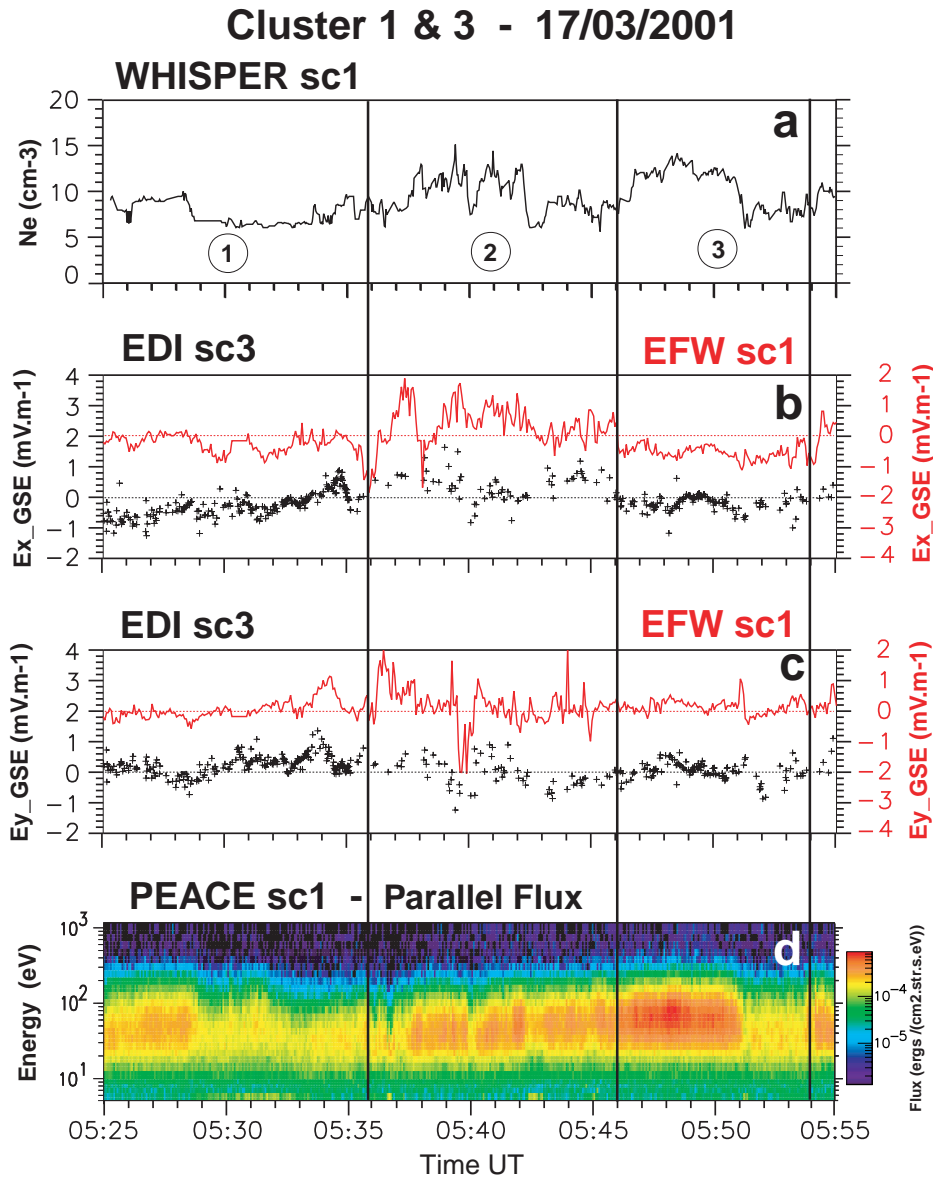 Cluster 1 & 3 - 17/03/2001
WHISPER sc1
a
20
15
10
5
0
Ne (cm-3)
1
2
3
EDI sc3
EFW sc1
b
4
3
2
1
0
−1
−2
Ex_GSE (mV.m-1)
2
1
0
−1
−2
−3
−4
Ex_GSE (mV.m-1)
EDI sc3
EFW sc1
c
4
3
2
1
0
−1
−2
Ey_GSE (mV.m-1)
2
1
0
−1
−2
−3
−4
Ey_GSE (mV.m-1)
PEACE sc1 - Parallel Flux
d
10³
10²
10¹
Energy (eV)
10⁻⁴
10⁻⁵
Flux (ergs /(cm2.str.s.eV))
05:25 05:30 05:35 05:40 05:45 05:50 05:55
Time UT